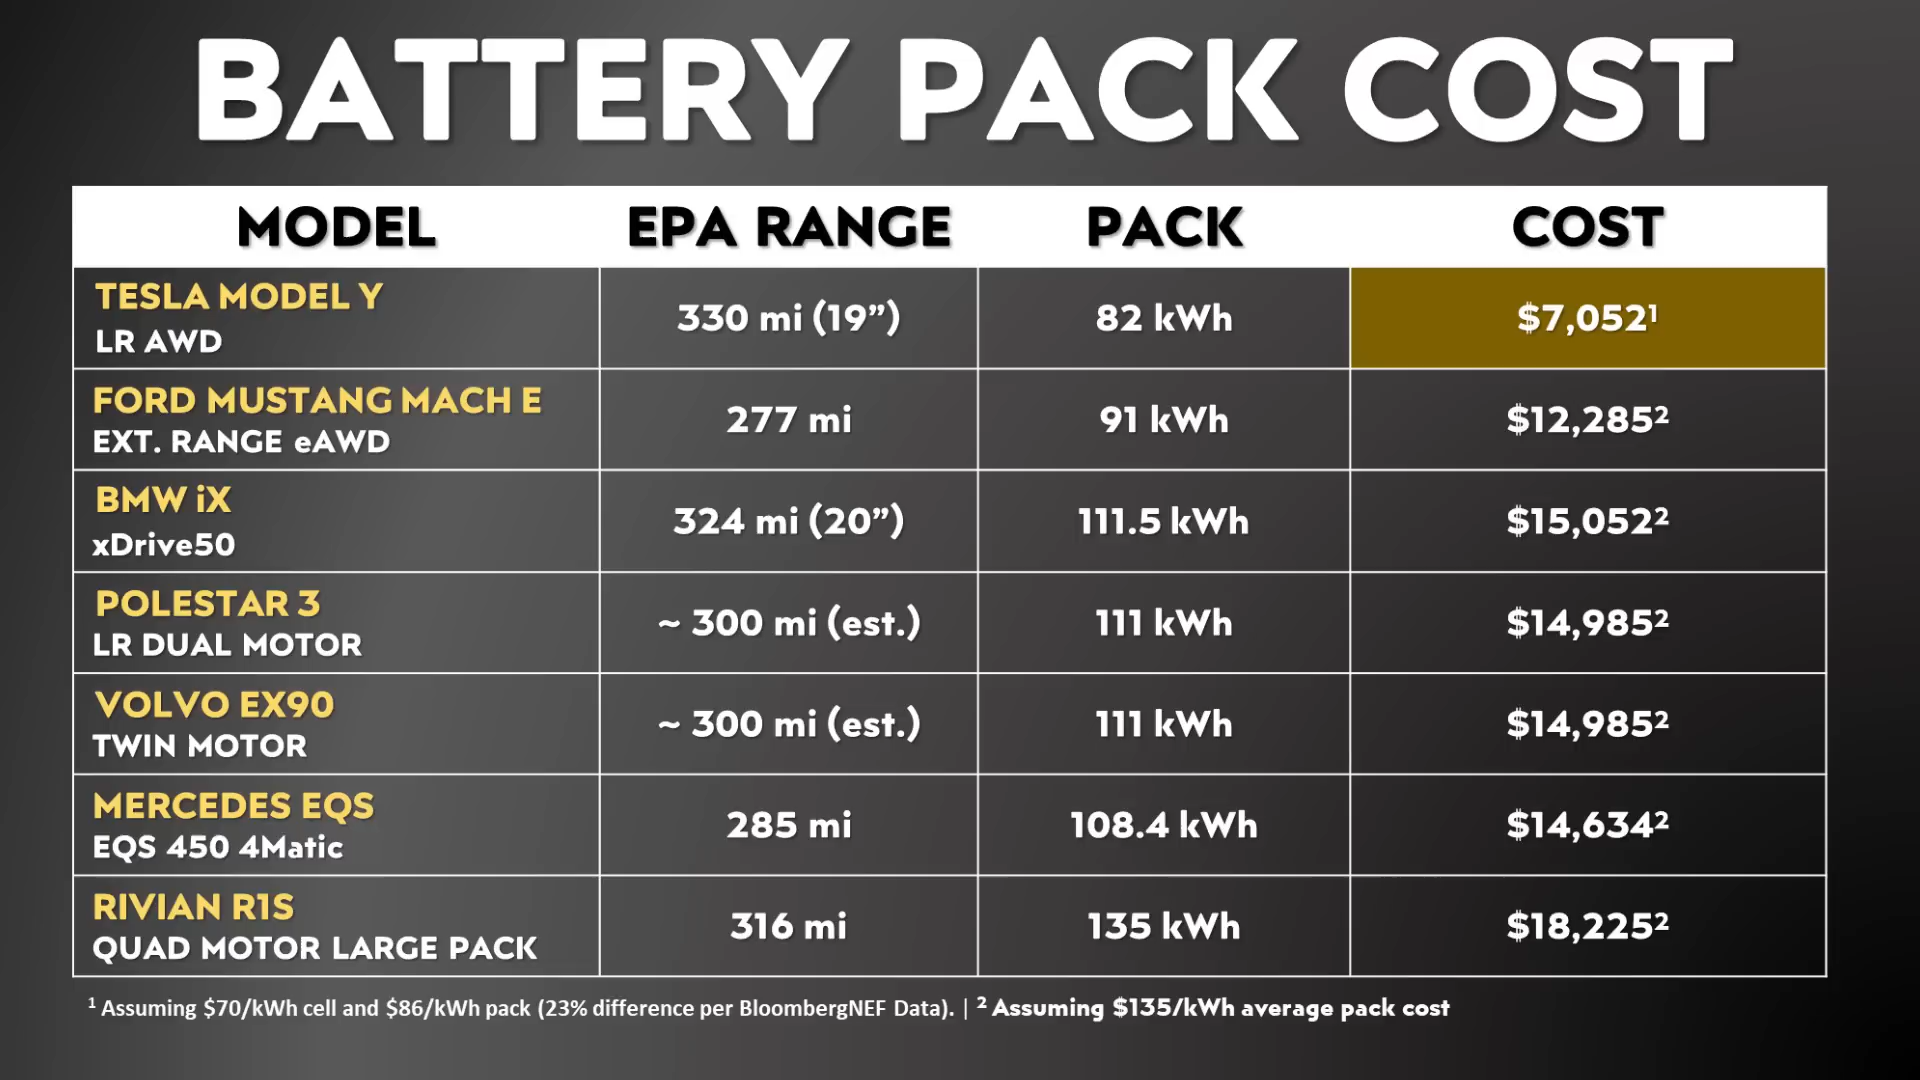 BATTERY PACK COST
MODEL EPA RANGE PACK COST
TESLA MODEL Y
LR AWD
330 mi (19”) 82 kWh $7,052¹
FORD MUSTANG MACH E
EXT. RANGE eAWD
277 mi 91 kWh $12,285²
BMW iX
xDrive50
324 mi (20”) 111.5 kWh $15,052²
POLESTAR 3
LR DUAL MOTOR
~ 300 mi (est.) 111 kWh $14,985²
VOLVO EX90
TWIN MOTOR
~ 300 mi (est.) 111 kWh $14,985²
MERCEDES EQS
EQS 450 4Matic
285 mi 108.4 kWh $14,634²
RIVIAN R1S
QUAD MOTOR LARGE PACK
316 mi 135 kWh $18,225²
¹ Assuming $70/kWh cell and $86/kWh pack (23% difference per BloombergNEF Data). | ² Assuming $135/kWh average pack cost